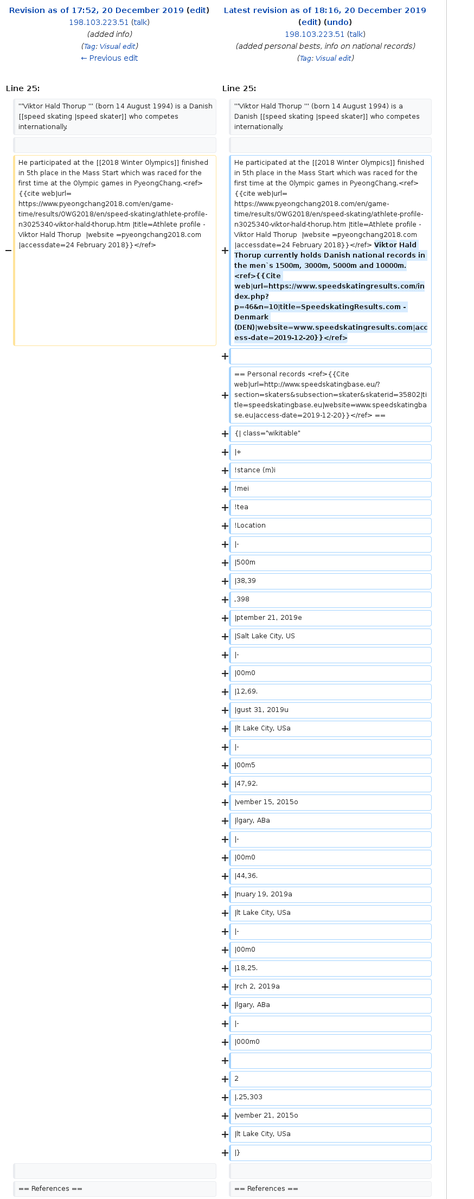 Revision as of 17:52, 20 December 2019 (edit)
198.103.223.51 (talk)
(added info)
(Tag: Visual edit)
← Previous edit
Latest revision as of 18:16, 20 December 2019
(edit) (undo)
198.103.223.51 (talk)
(added personal bests, info on national records)
(Tag: Visual edit)
Line 25:
Line 25:
'''Viktor Hald Thorup ''' (born 14 August 1994) is a Danish
[[speed skating |speed skater]] who competes
internationally.
'''Viktor Hald Thorup ''' (born 14 August 1994) is a Danish
[[speed skating |speed skater]] who competes
internationally.
−
He participated at the [[2018 Winter Olympics]] finished
in 5th place in the Mass Start which was raced for the
first time at the Olympic games in PyeongChang.<ref>
{{cite web|url=
https://www.pyeongchang2018.com/en/game-
time/results/OWG2018/en/speed-skating/athlete-profile-
n3025340-viktor-hald-thorup.htm |title=Athlete profile -
Viktor Hald Thorup |website =pyeongchang2018.com
|accessdate=24 February 2018}}</ref>
+
He participated at the [[2018 Winter Olympics]] finished
in 5th place in the Mass Start which was raced for the
first time at the Olympic games in PyeongChang.<ref>
{{cite web|url=
https://www.pyeongchang2018.com/en/game-
time/results/OWG2018/en/speed-skating/athlete-profile-
n3025340-viktor-hald-thorup.htm |title=Athlete profile -
Viktor Hald Thorup |website =pyeongchang2018.com
|accessdate=24 February 2018}}</ref> Viktor Hald
Thorup currently holds Danish national records in
the men`s 1500m, 3000m, 5000m and 10000m.
<ref>{{Cite
web|url=https://www.speedskatingresults.com/in
dex.php?
p=46&n=10|title=SpeedskatingResults.com -
Denmark
(DEN)|website=www.speedskatingresults.com|acc
ess-date=2019-12-20}}</ref>
+
+ == Personal records <ref>{{Cite
web|url=http://www.speedskatingbase.eu/?
section=skaters&subsection=skater&skaterid=35802|ti
tle=speedskatingbase.eu|website=www.speedskatingba
se.eu|access-date=2019-12-20}}</ref> ==
+ {| class="wikitable"
+ |+
+ !stance (m)i
+ !mei
+ !tea
+ !Location
+ |-
+ |500m
+ |38,39
+ ,398
+ |ptember 21, 2019e
+ |Salt Lake City, US
+ |-
+ |00m0
+ |12,69.
+ |gust 31, 2019u
+ |lt Lake City, USa
+ |-
+ |00m5
+ |47,92.
+ |vember 15, 2015o
+ |lgary, ABa
+ |-
+ |00m0
+ |44,36.
+ |nuary 19, 2019a
+ |lt Lake City, USa
+ |-
+ |00m0
+ |18,25.
+ |rch 2, 2019a
+ |lgary, ABa
+ |-
+ |000m0
+
+ 2
+ |.25,303
+ |vember 21, 2015o
+ |lt Lake City, USa
+ |}
== References ==
== References ==